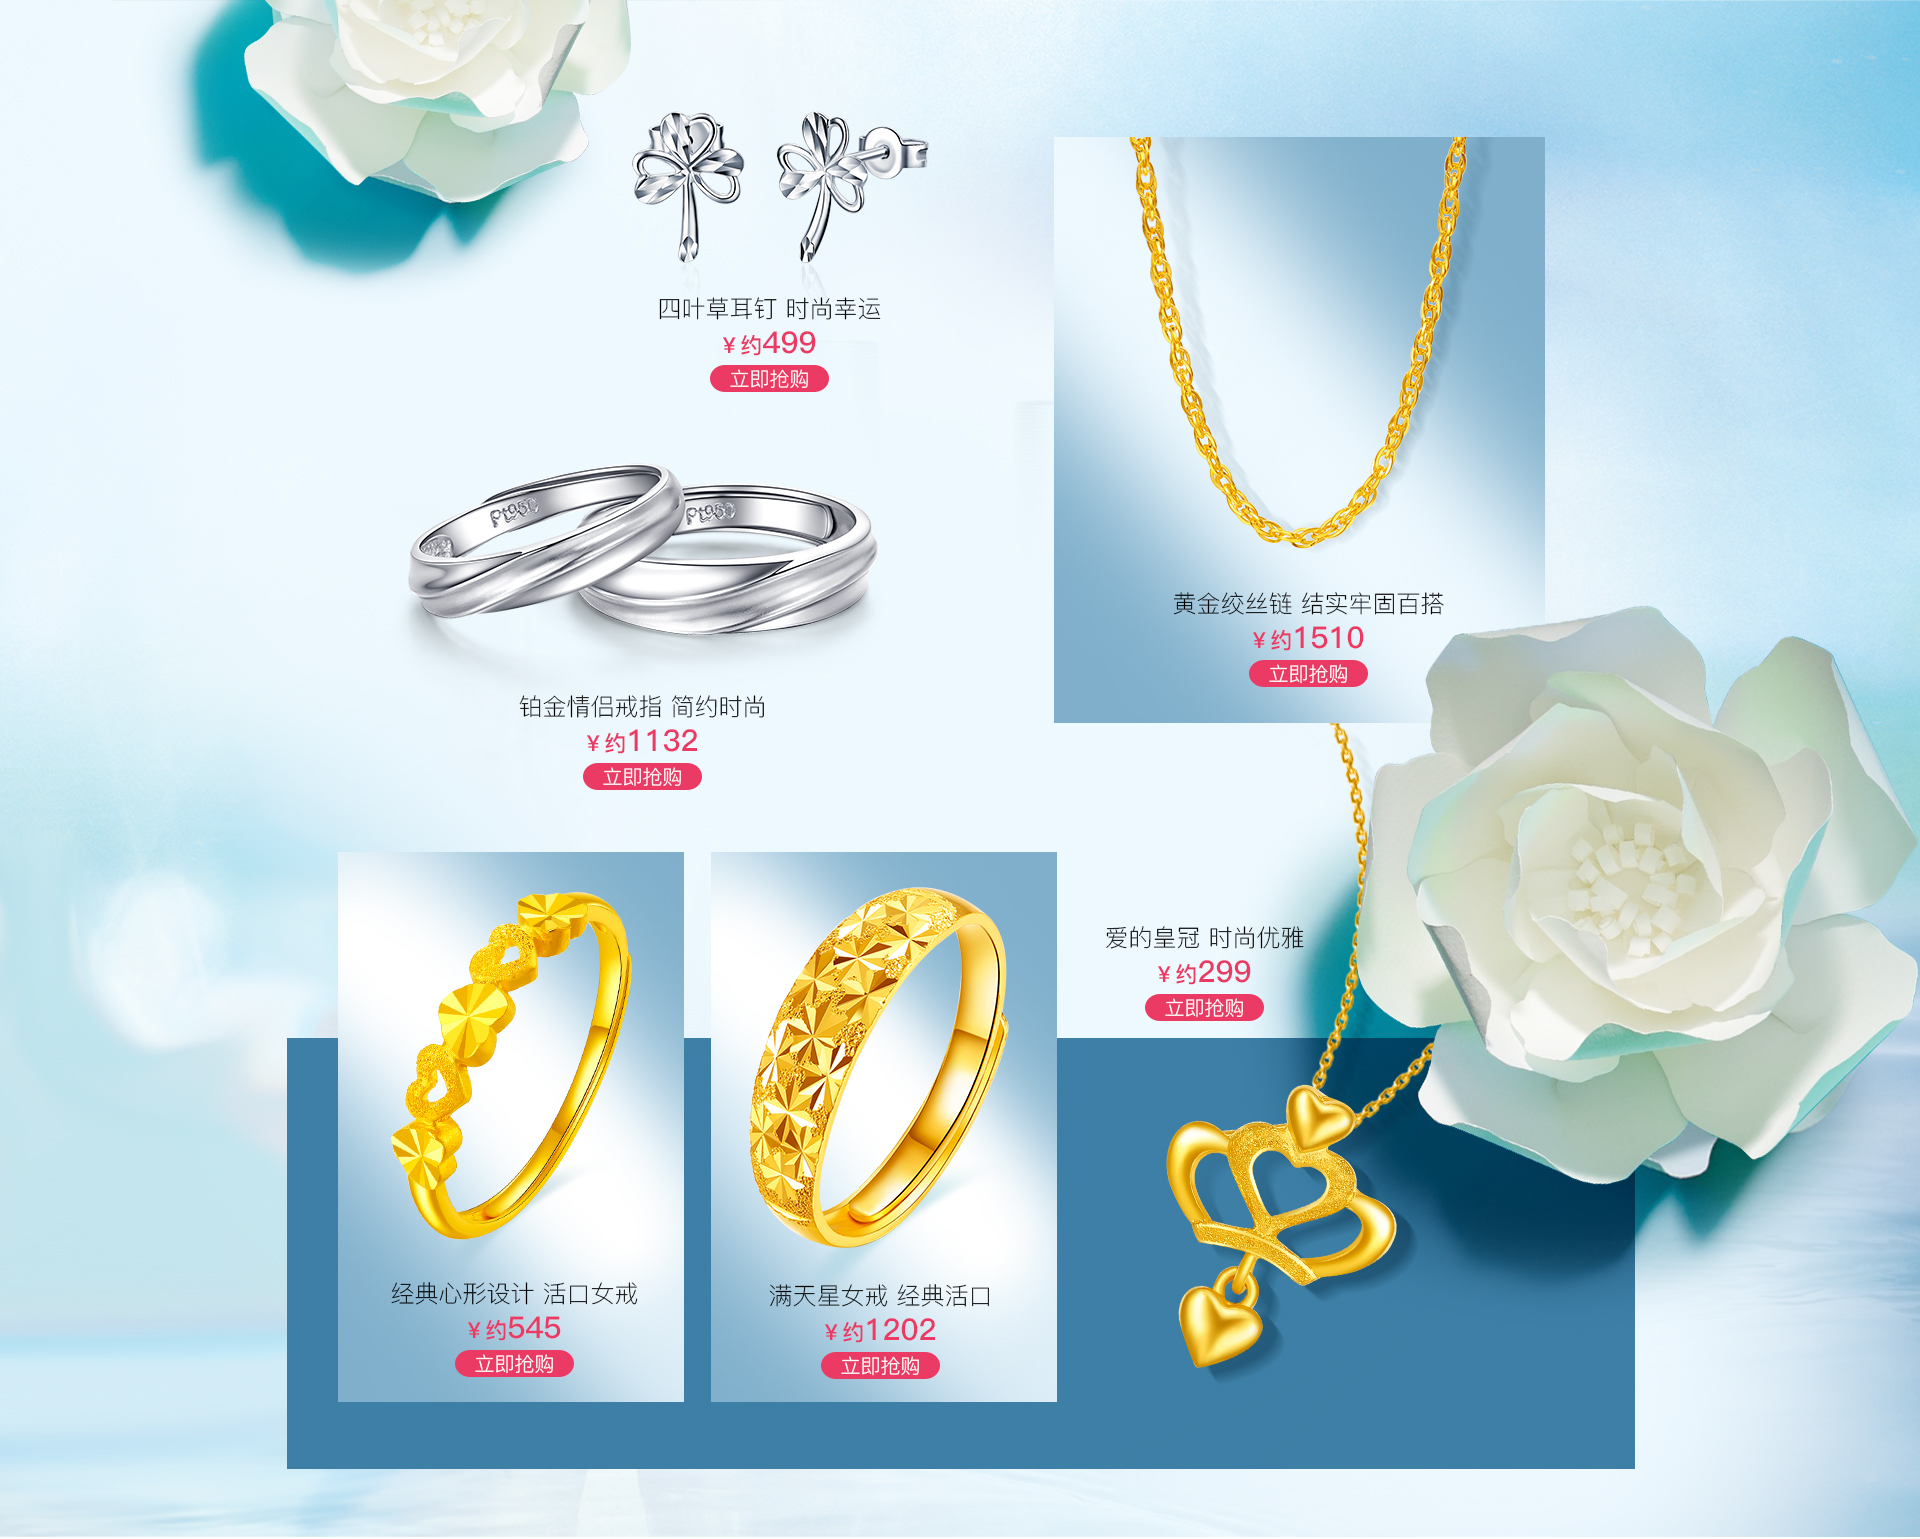 四叶草耳钉 时尚幸运
¥约499
立即抢购
Pt950
Pt950
铂金情侣戒指 简约时尚
¥约1132
立即抢购
黄金绞丝链 结实牢固百搭
¥约1510
立即抢购
爱的皇冠 时尚优雅
¥约299
立即抢购
经典心形设计 活口女戒
¥约545
立即抢购
满天星女戒 经典活口
¥约1202
立即抢购